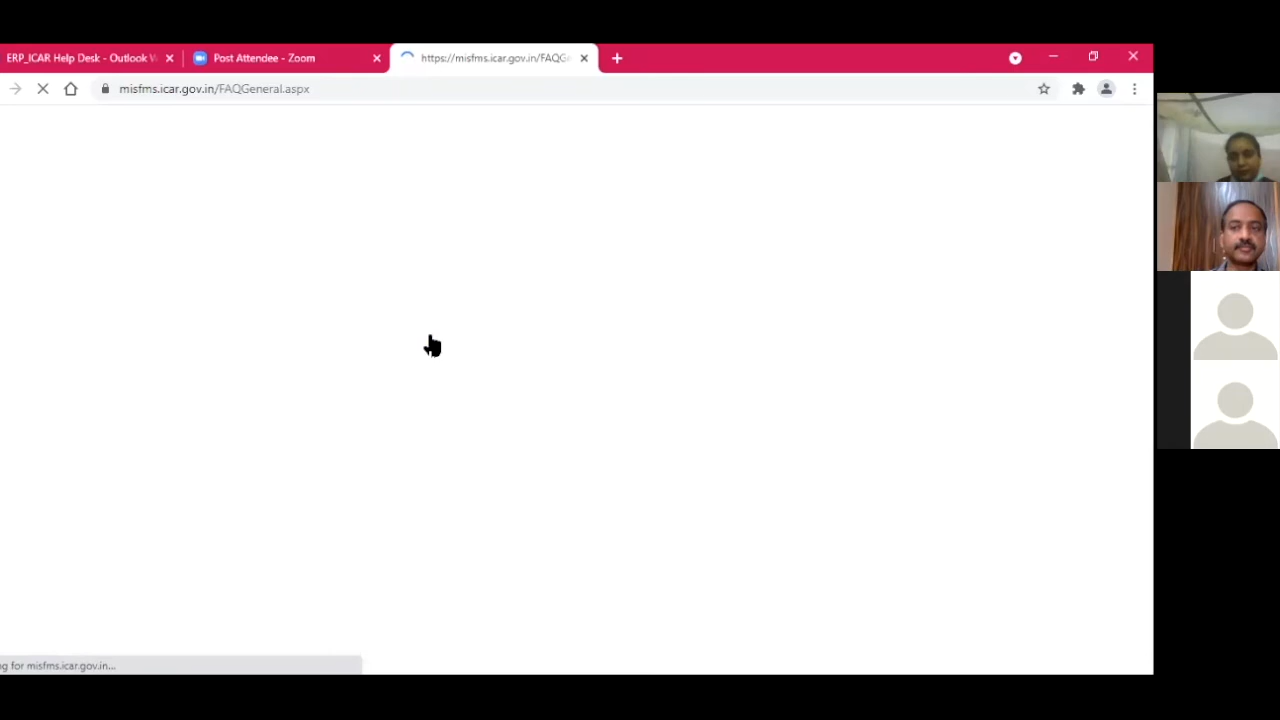 ERP_ICAR Help Desk - Outlook
Post Attendee - Zoom
https://misfms.icar.gov.in/FAQG
misfms.icar.gov.in/FAQGeneral.aspx
for misfms.icar.gov.in...